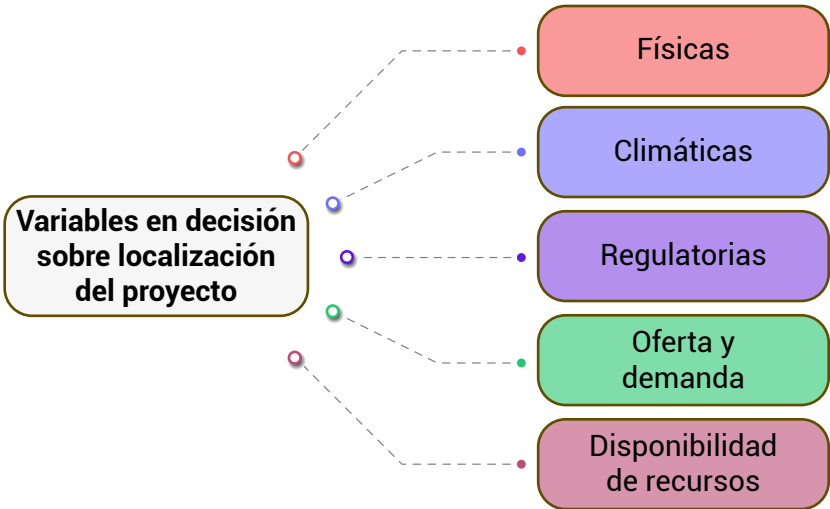 Variables en decisión
sobre localización
del proyecto
Físicas
Climáticas
Regulatorias
Oferta y
demanda
Disponibilidad
de recursos